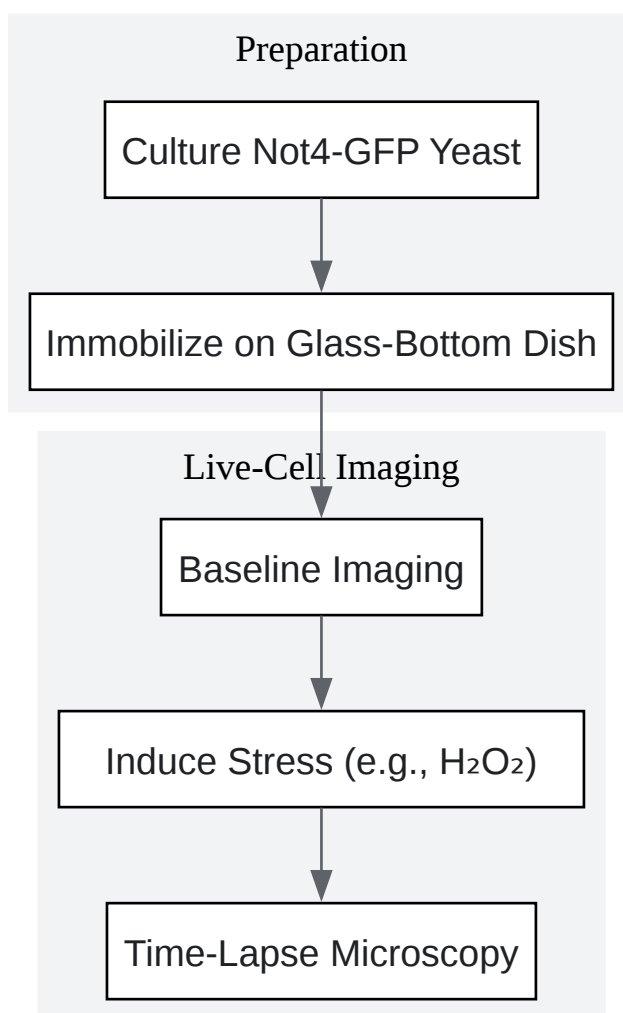 Preparation
Culture Not4-GFP Yeast
Immobilize on Glass-Bottom Dish
Live-Cell Imaging
Baseline Imaging
Induce Stress (e.g., H₂O₂)
Time-Lapse Microscopy